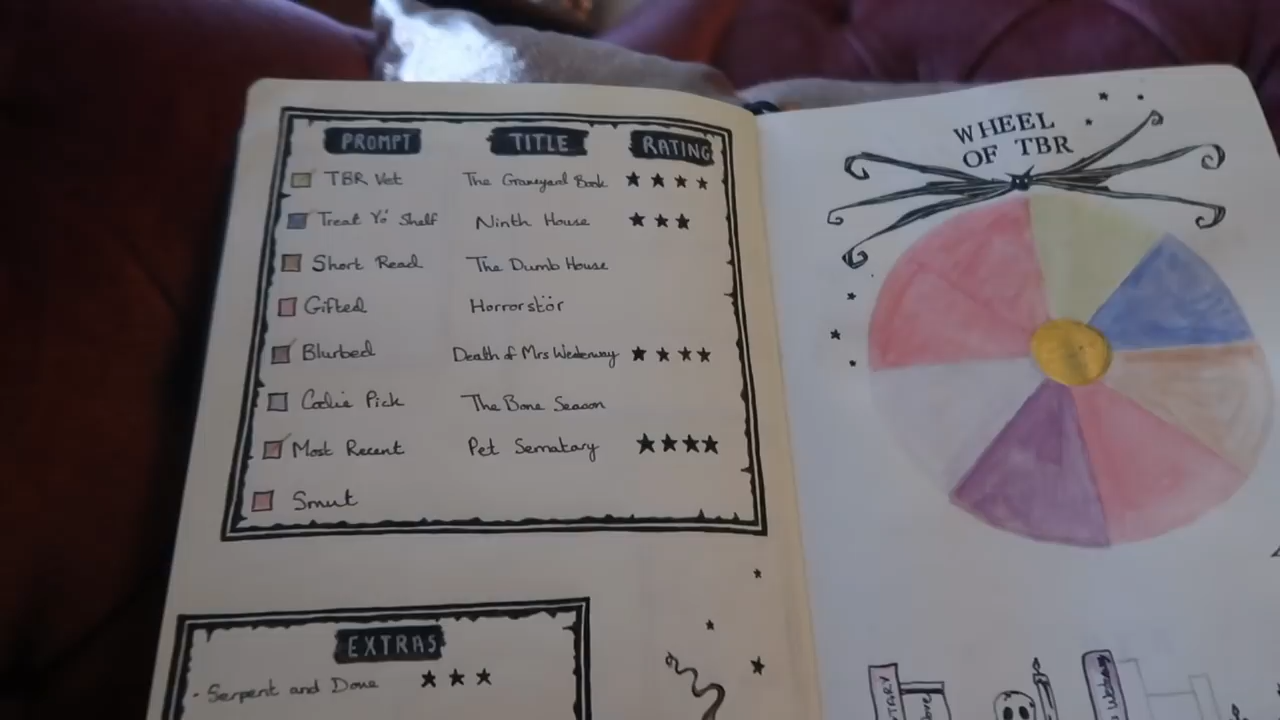 PROMPT TITLE RATING
TBR Vet The Graveyard Book
Treat Yo' Shelf Ninth House
Short Read The Dumb House
Gifted Horrorstör
Blurbed Death of Mrs Westaway
Codie Pick The Bone Season
Most Recent Pet Sematary
Smut
EXTRAS
- Serpent and Dove
WHEEL
OF TBR